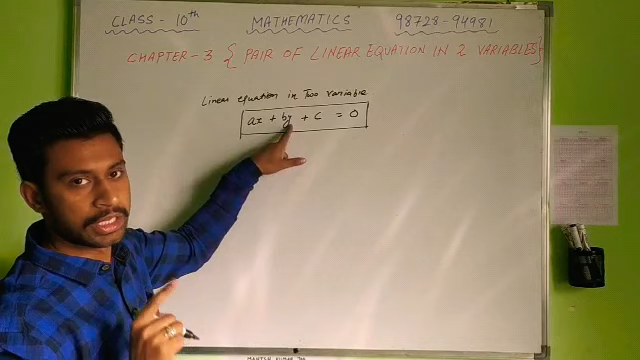 CLASS - 10th MATHEMATICS 98728-94981
CHAPTER-3 { PAIR OF LINEAR EQUATION IN 2 VARIABLES}
Linear equation in Two Variable
ax + by + c = 0